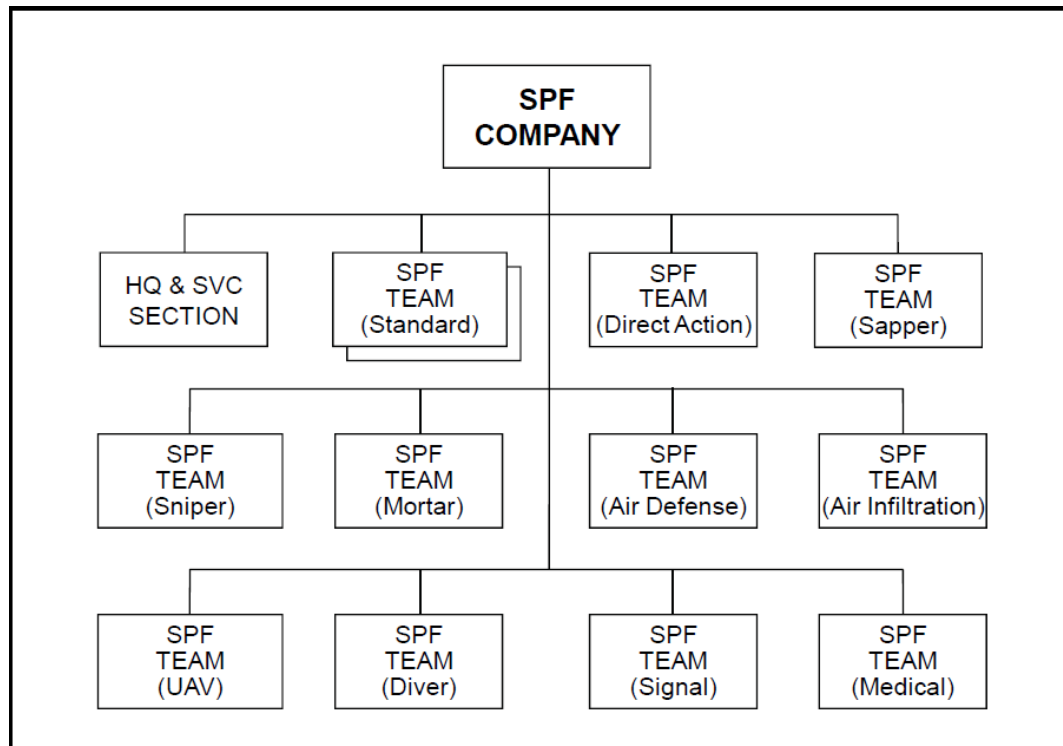 SPF
COMPANY
HQ & SVC
SECTION
SPF
TEAM
(Standard)
SPF
TEAM
(Direct Action)
SPF
TEAM
(Sapper)
SPF
TEAM
(Sniper)
SPF
TEAM
(Mortar)
SPF
TEAM
(Air Defense)
SPF
TEAM
(Air Infiltration)
SPF
TEAM
(UAV)
SPF
TEAM
(Diver)
SPF
TEAM
(Signal)
SPF
TEAM
(Medical)